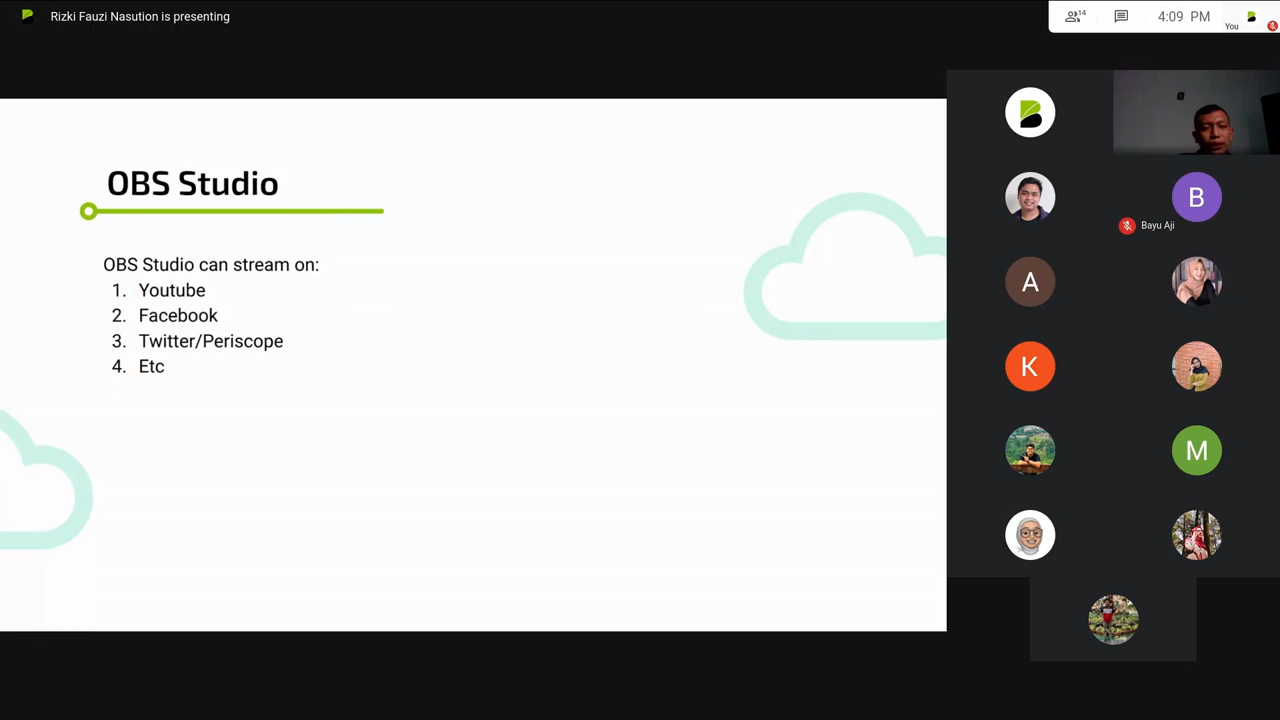 Rizki Fauzi Nasution is presenting
14
4:09 PM
You
OBS Studio
OBS Studio can stream on:
1. Youtube
2. Facebook
3. Twitter/Periscope
4. Etc
B
Bayu Aji
A
K
M